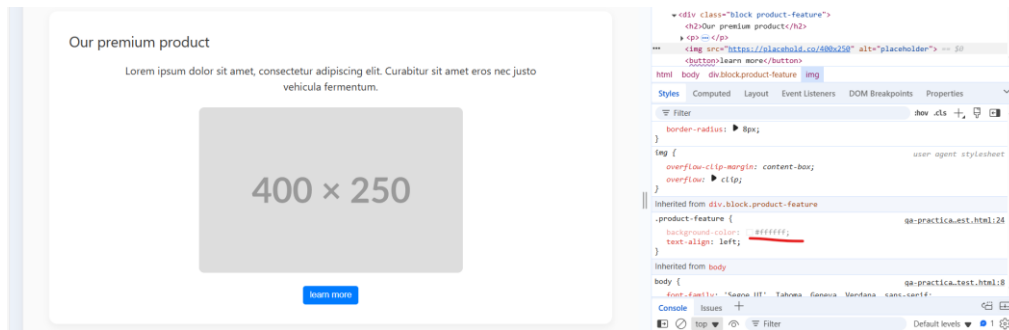 Our premium product
Lorem ipsum dolor sit amet, consectetur adipiscing elit. Curabitur sit amet eros nec justo
vehicula fermentum.
400 × 250
learn more
<div class="block product-feature">
<h2>Our premium product</h2>
<p> ⋯ </p>
<img src="https://placehold.co/400x250" alt="placeholder"> == $0
<button>learn more</button>
html body div.block.product-feature img
Styles Computed Layout Event Listeners DOM Breakpoints Properties
Filter :hov .cls
border-radius: 8px;
}
img { user agent stylesheet
overflow-clip-margin: content-box;
overflow: clip;
}
Inherited from div.block.product-feature
.product-feature { qa-practica…est.html:24
background-color: #ffffff;
text-align: left;
}
Inherited from body
body { qa-practica…test.html:8
font-family: 'Segoe UI', Tahoma, Geneva, Verdana, sans-serif;
Console Issues
top Filter Default levels 1